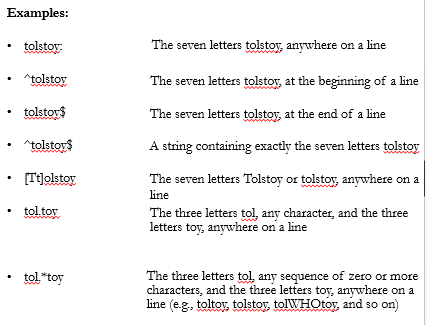 Examples:
• tolstoy: The seven letters tolstoy, anywhere on a line
• ^tolstoy The seven letters tolstoy, at the beginning of a line
• tolstoy$ The seven letters tolstoy, at the end of a line
• ^tolstoy$ A string containing exactly the seven letters tolstoy
• [Tt]olstoy The seven letters Tolstoy or tolstoy, anywhere on a
line
• tol.toy The three letters tol, any character, and the three
letters toy, anywhere on a line
• tol.*toy The three letters tol, any sequence of zero or more
characters, and the three letters toy, anywhere on a
line (e.g., toltoy, tolstoy, tolWHOtoy, and so on)